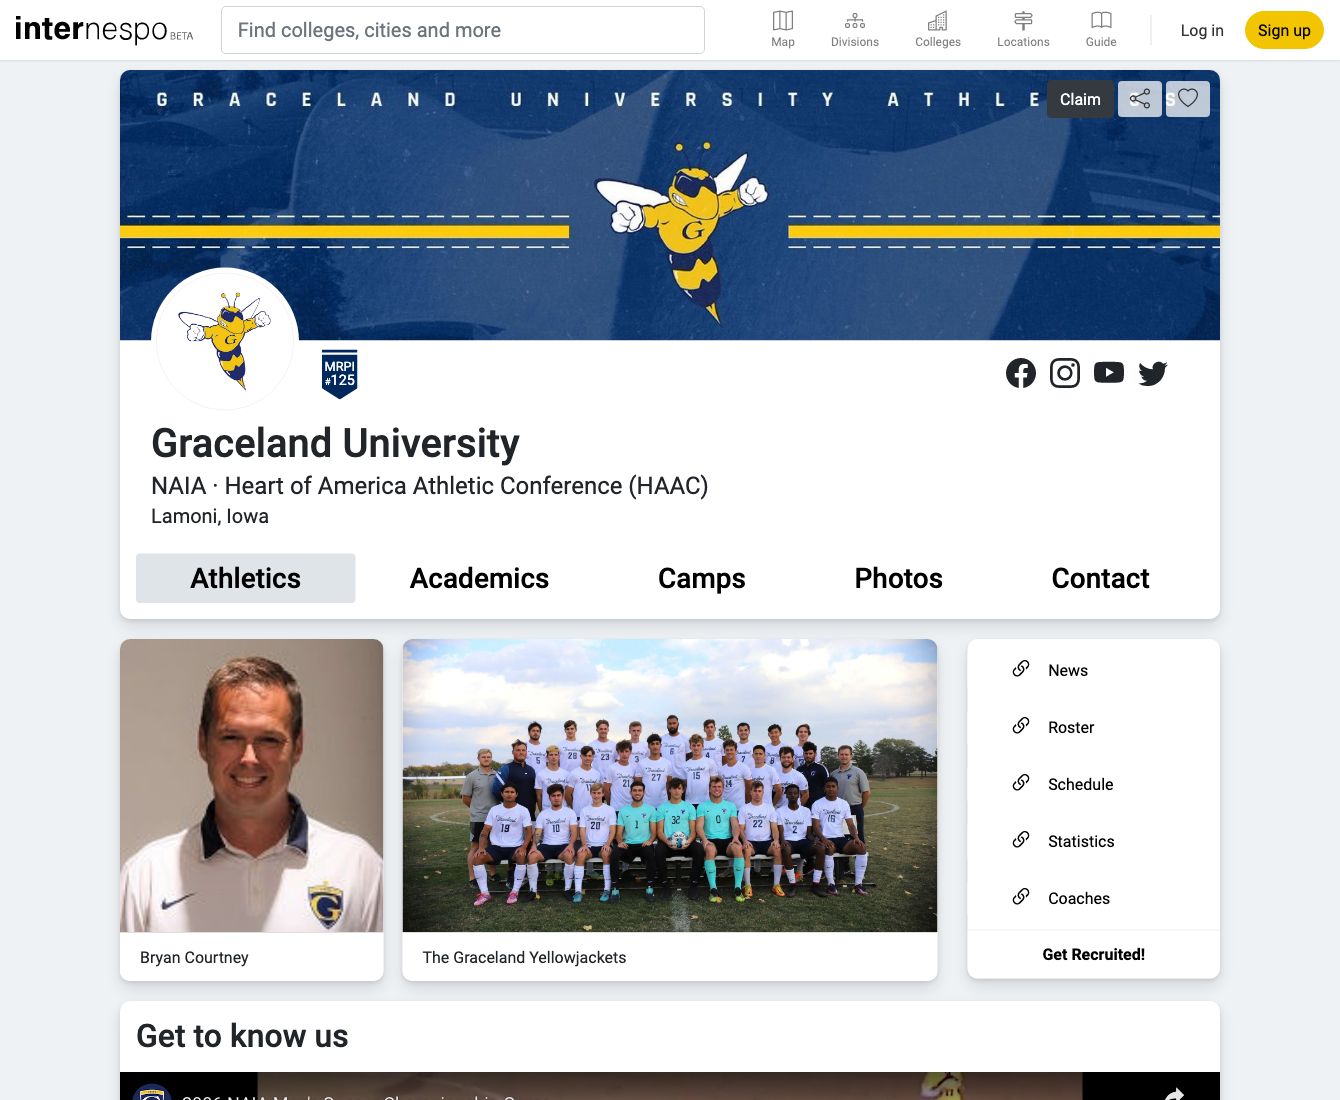 internespo BETA
Find colleges, cities and more
Map
Divisions
Colleges
Locations
Guide
Log in
Sign up
GRACELAND UNIVERSITY
Claim
G
MRPI
#125
Graceland University
NAIA · Heart of America Athletic Conference (HAAC)
Lamoni, Iowa
Athletics
Academics
Camps
Photos
Contact
Bryan Courtney
The Graceland Yellowjackets
News
Roster
Schedule
Statistics
Coaches
Get Recruited!
Get to know us